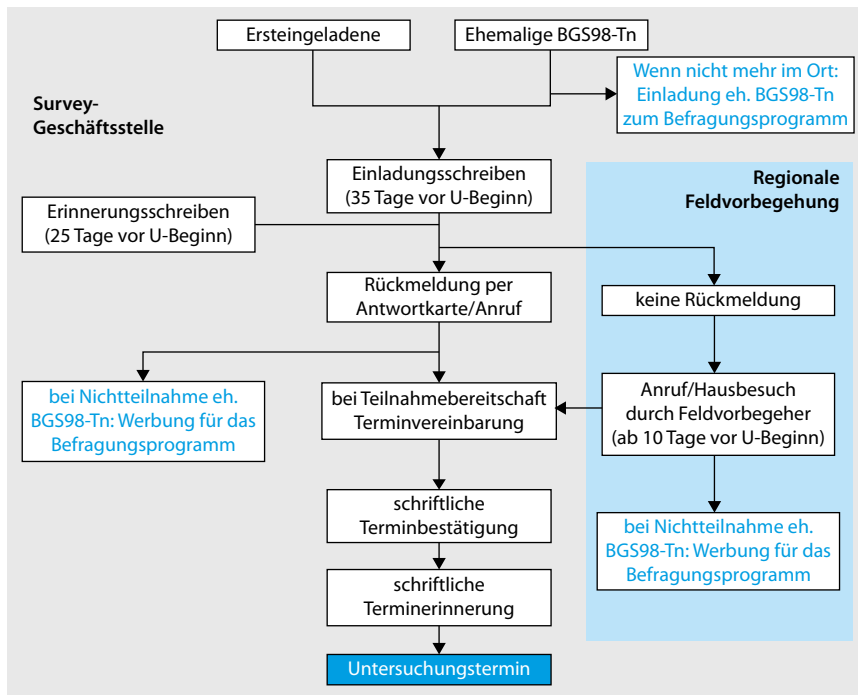 Ersteingeladene
Ehemalige BGS98-Tn
Wenn nicht mehr im Ort:
Einladung eh. BGS98-Tn
zum Befragungsprogramm
Survey-
Geschäftsstelle
Einladungsschreiben
(35 Tage vor U-Beginn)
Regionale
Feldvorbegehung
Erinnerungsschreiben
(25 Tage vor U-Beginn)
Rückmeldung per
Antwortkarte/Anruf
keine Rückmeldung
bei Nichtteilnahme eh.
BGS98-Tn: Werbung für das
Befragungsprogramm
bei Teilnahmebereitschaft
Terminvereinbarung
Anruf/Hausbesuch
durch Feldvorbegeher
(ab 10 Tage vor U-Beginn)
schriftliche
Terminbestätigung
bei Nichtteilnahme eh.
BGS98-Tn: Werbung für das
Befragungsprogramm
schriftliche
Terminerinnerung
Untersuchungstermin